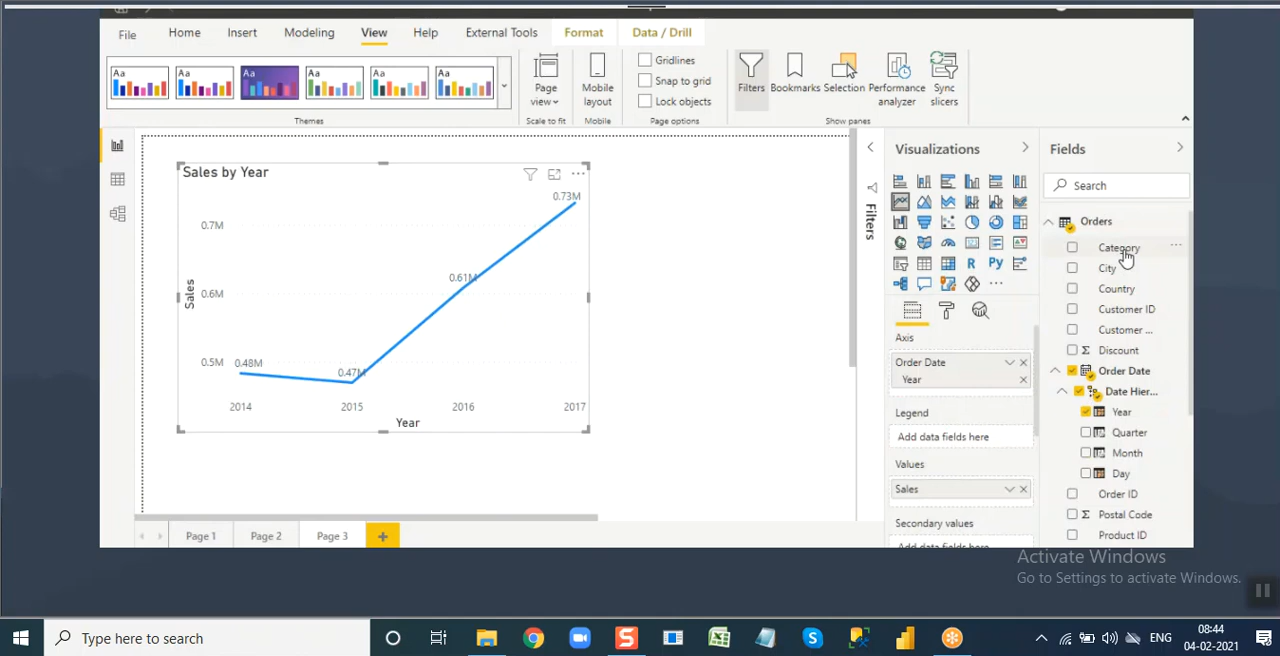 File
Home
Insert
Modeling
View
Help
External Tools
Format
Data / Drill
Aa
Aa
Aa
Aa
Aa
Aa
Themes
Page
view
Scale to fit
Mobile
layout
Mobile
Gridlines
Snap to grid
Lock objects
Page options
Filters
Bookmarks
Selection
Performance
analyzer
Sync
slicers
Show panes
Sales by Year
0.7M
0.6M
0.5M
Sales
0.48M
0.47M
0.61M
0.73M
2014
2015
2016
2017
Year
Page 1
Page 2
Page 3
Filters
Visualizations
R
Py
Axis
Order Date
Year
Legend
Add data fields here
Values
Sales
Secondary values
Add data fields here
Fields
Search
Orders
Category
City
Country
Customer ID
Customer ...
Σ Discount
Order Date
Date Hier...
Year
Quarter
Month
Day
Order ID
Σ Postal Code
Product ID
Activate Windows
Go to Settings to activate Windows.
Type here to search
ENG
08:44
04-02-2021